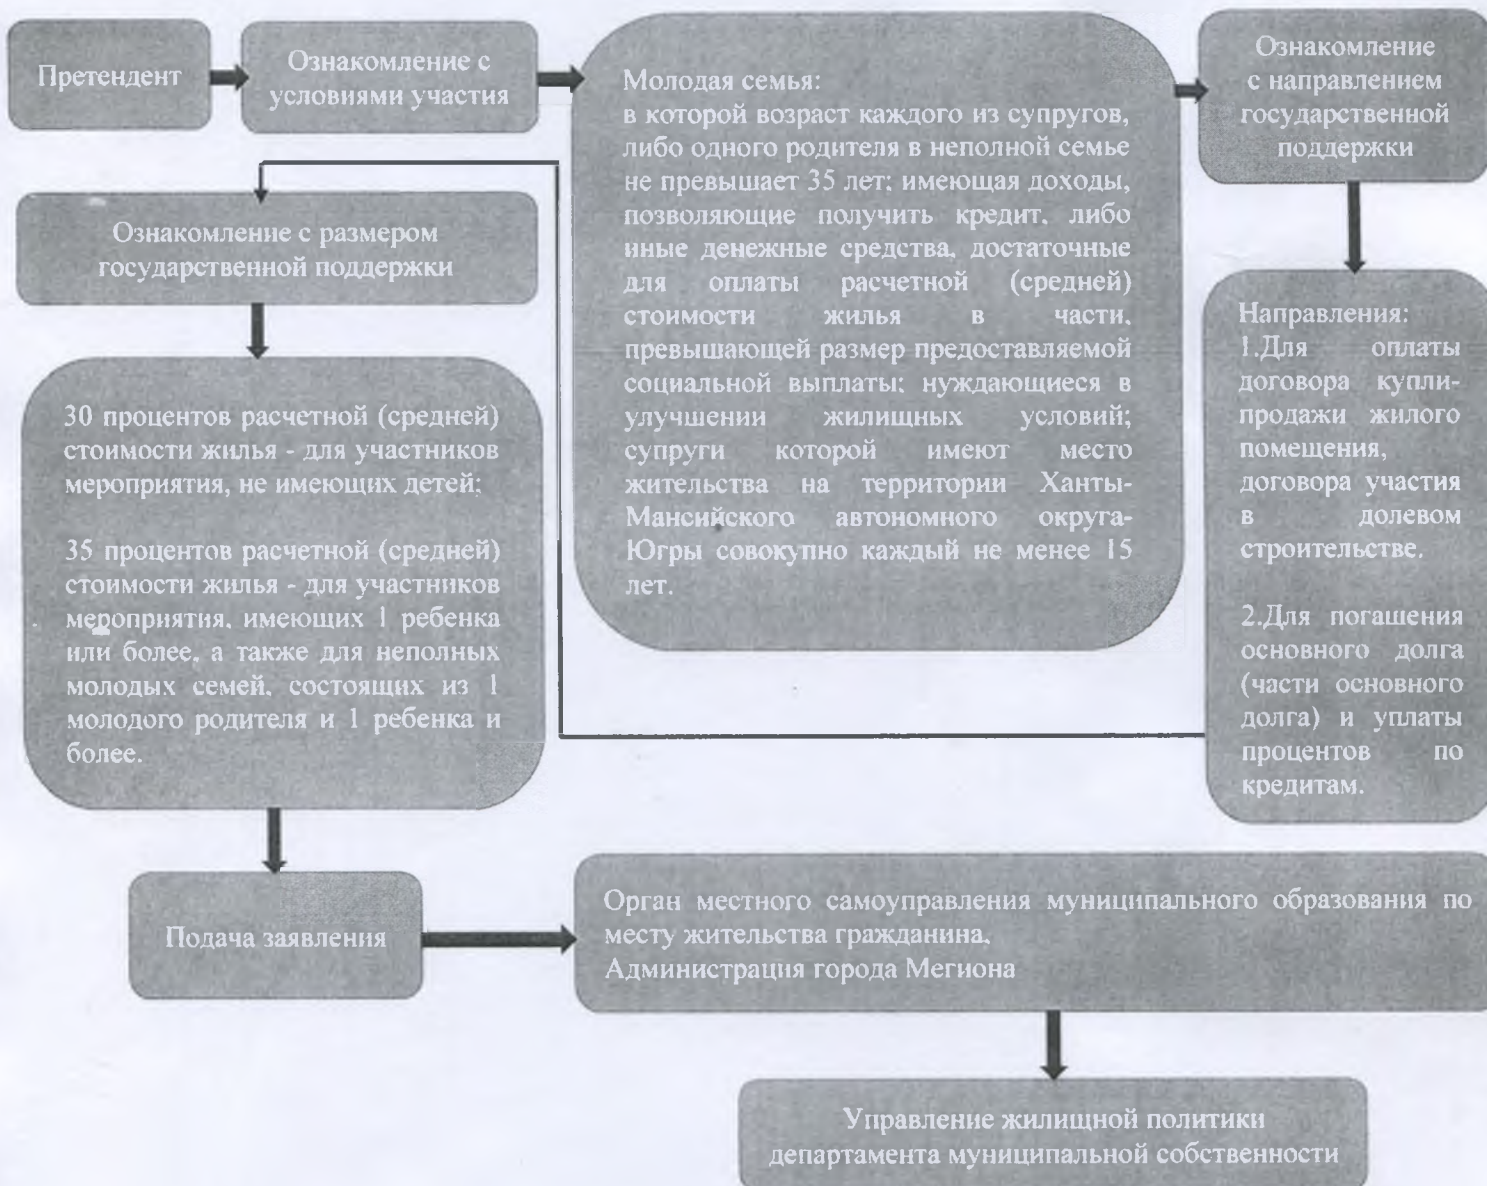 Претендент
Ознакомление с
условиями участия
Молодая семья:
в которой возраст каждого из супругов,
либо одного родителя в неполной семье
не превышает 35 лет; имеющая доходы,
позволяющие получить кредит, либо
иные денежные средства, достаточные
для оплаты расчетной (средней)
стоимости жилья в части,
превышающей размер предоставляемой
социальной выплаты; нуждающиеся в
улучшении жилищных условий;
супруги которой имеют место
жительства на территории Ханты-
Мансийского автономного округа-
Югры совокупно каждый не менее 15
лет.
Ознакомление
с направлением
государственной
поддержки
Направления:
1.Для оплаты
договора купли-
продажи жилого
помещения,
договора участия
в долевом
строительстве.
2.Для погашения
основного долга
(части основного
долга) и уплаты
процентов по
кредитам.
Ознакомление с размером
государственной поддержки
30 процентов расчетной (средней)
стоимости жилья - для участников
мероприятия, не имеющих детей;
35 процентов расчетной (средней)
стоимости жилья - для участников
мероприятия, имеющих 1 ребенка
или более, а также для неполных
молодых семей, состоящих из 1
молодого родителя и 1 ребенка и
более.
Подача заявления
Орган местного самоуправления муниципального образования по
месту жительства гражданина,
Администрация города Мегиона
Управление жилищной политики
департамента муниципальной собственности